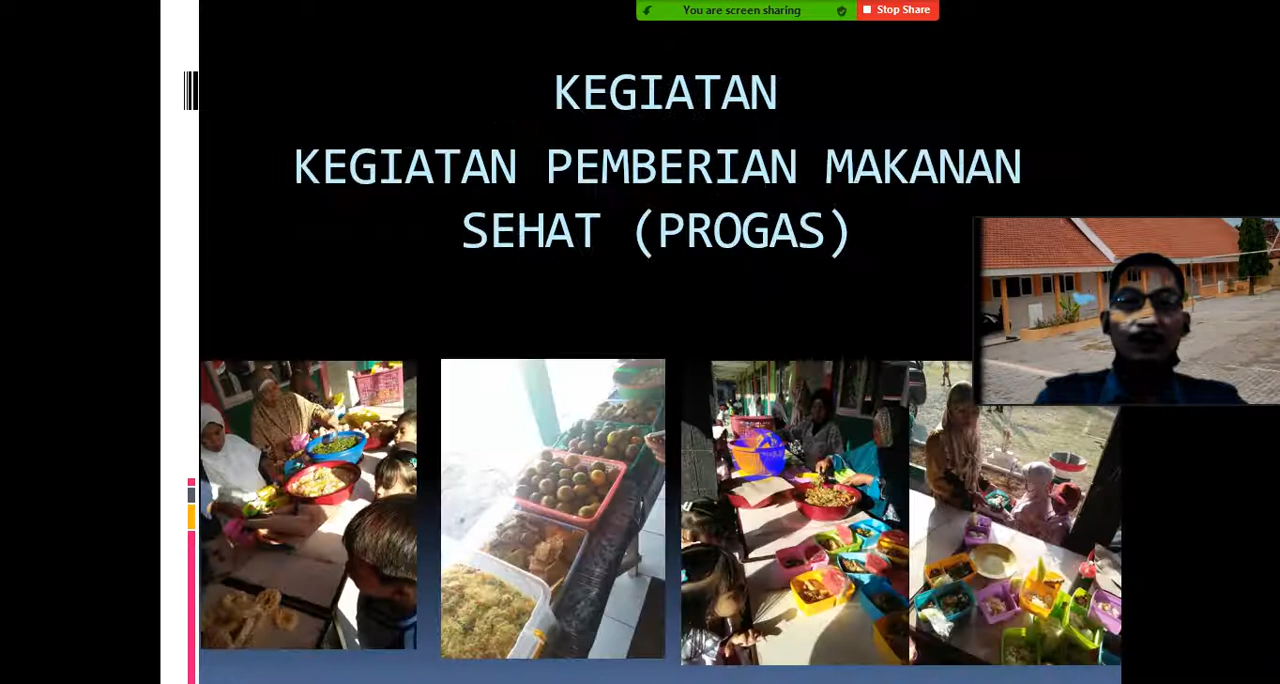 You are screen sharing
Stop Share
KEGIATAN
KEGIATAN PEMBERIAN MAKANAN
SEHAT (PROGAS)